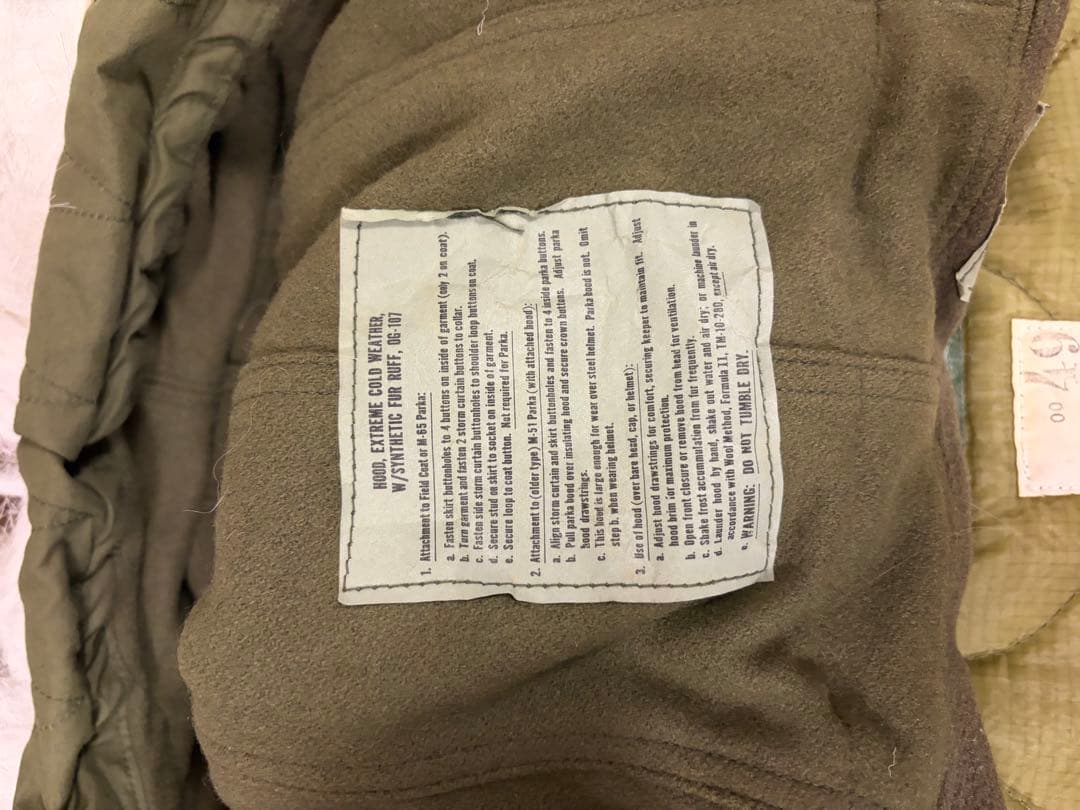 HOOD, EXTREME COLD WEATHER,
W/SYNTHETIC FUR RUFF, OG-107
1. Attachment to Field Coat or M-65 Parka:
a. Fasten skirt buttonholes to 4 buttons on inside of garment (only 2 on coat).
b. Turn garment and fasten 2 storm curtain buttons to collar.
c. Fasten side storm curtain buttonholes to shoulder loop buttons on coat.
d. Secure stud on skirt to socket on inside of garment.
e. Secure loop to coat button. Not required for Parka.
2. Attachment to (older type) M-51 Parka (with attached hood):
a. Align storm curtain and skirt buttonholes and fasten to 4 inside parka buttons.
b. Pull parka hood over insulating hood and secure crown buttons. Adjust parka
hood drawstrings.
c. This hood is large enough for wear over steel helmet. Parka hood is not. Omit
step b. when wearing helmet.
3. Use of hood (over bare head, cap, or helmet):
a. Adjust hood drawstrings for comfort, securing keeper to maintain fit. Adjust
hood brim for maximum protection.
b. Open front closure or remove hood from head for ventilation.
c. Shake frost accumulation from fur frequently.
d. Launder hood by hand, shake out water and air dry; or machine launder in
accordance with Wool Method, Formula II, TM-10-280, except air dry.
e. WARNING: DO NOT TUMBLE DRY.
00 49